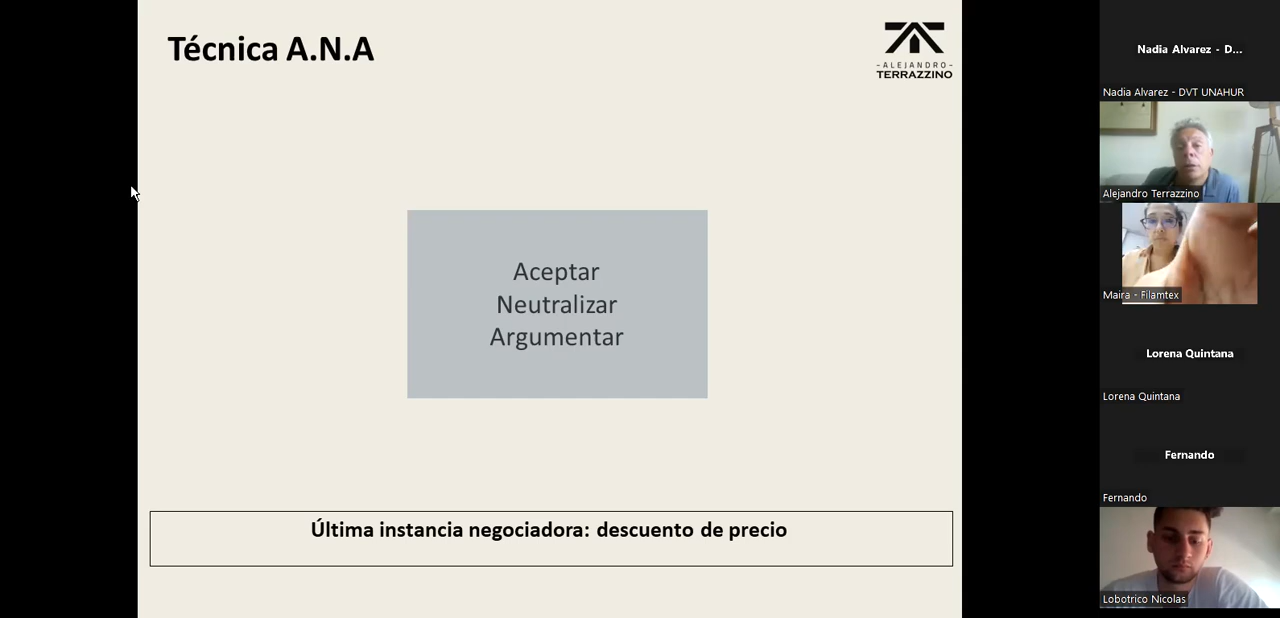 Técnica A.N.A
-ALEJANDRO-
TERRAZZINO
Aceptar
Neutralizar
Argumentar
Última instancia negociadora: descuento de precio
Nadia Alvarez - D...
Nadia Alvarez - DVT UNAHUR
Alejandro Terrazzino
Maira - Filamtex
Lorena Quintana
Lorena Quintana
Fernando
Fernando
Lobotrico Nicolas